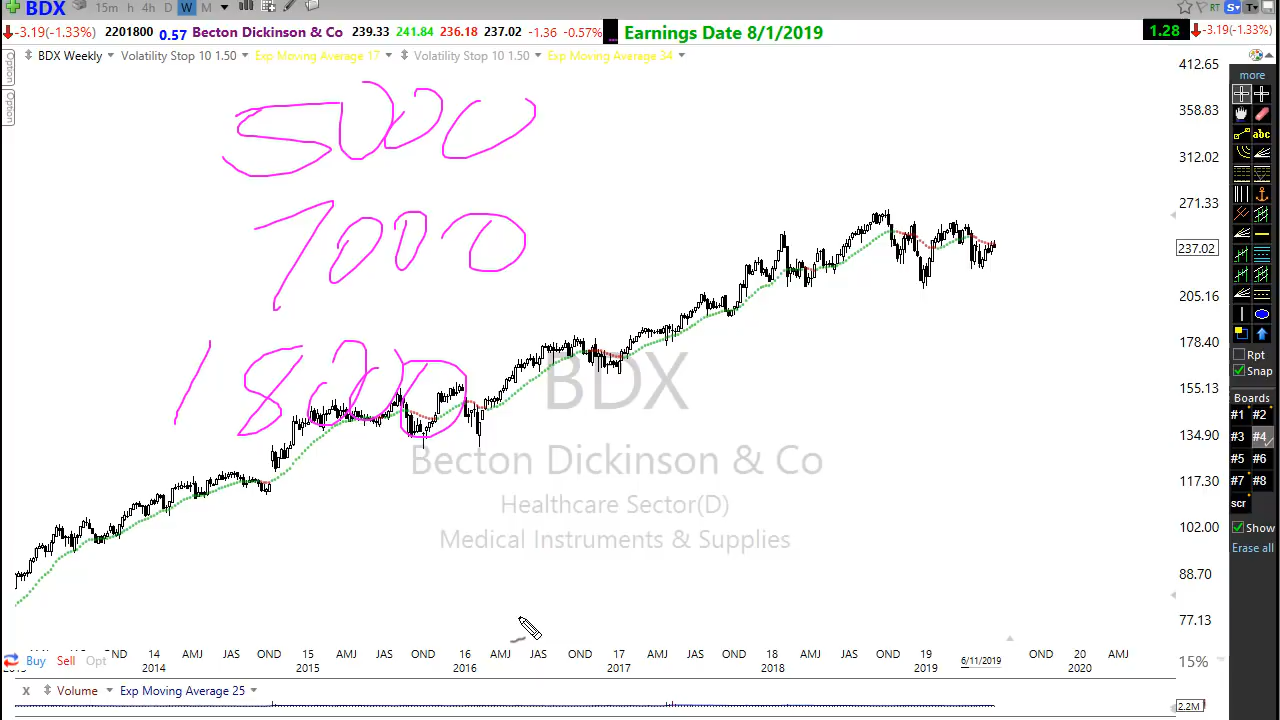 BDX 15m h 4h D W M RT S T
-3.19(-1.33%) 2201800 0.57 Becton Dickinson & Co 239.33 241.84 236.18 237.02 -1.36 -0.57% Earnings Date 8/1/2019 1.28 -3.19(-1.33%)
BDX Weekly Volatility Stop 10 1.50 Exp Moving Average 17 Volatility Stop 10 1.50 Exp Moving Average 34
Option
Option
5000
7000
1800
BDX
Becton Dickinson & Co
Healthcare Sector(D)
Medical Instruments & Supplies
412.65
358.83
312.02
271.33
237.02
205.16
178.40
155.13
134.90
117.30
102.00
88.70
77.13
15%
more
abc
Rpt
Snap
Boards
#1 #2
#3 #4
#5 #6
#7 #8
scr
Show
Erase all
OND 14 AMJ OND 15 AMJ JAS OND 16 AMJ JAS OND 17 AMJ JAS OND 18 AMJ JAS OND 19 OND 20 AMJ
2013 2014 2015 2016 2017 2018 2019 6/11/2019 2020
Buy Sell Opt
X Volume Exp Moving Average 25
2.2M